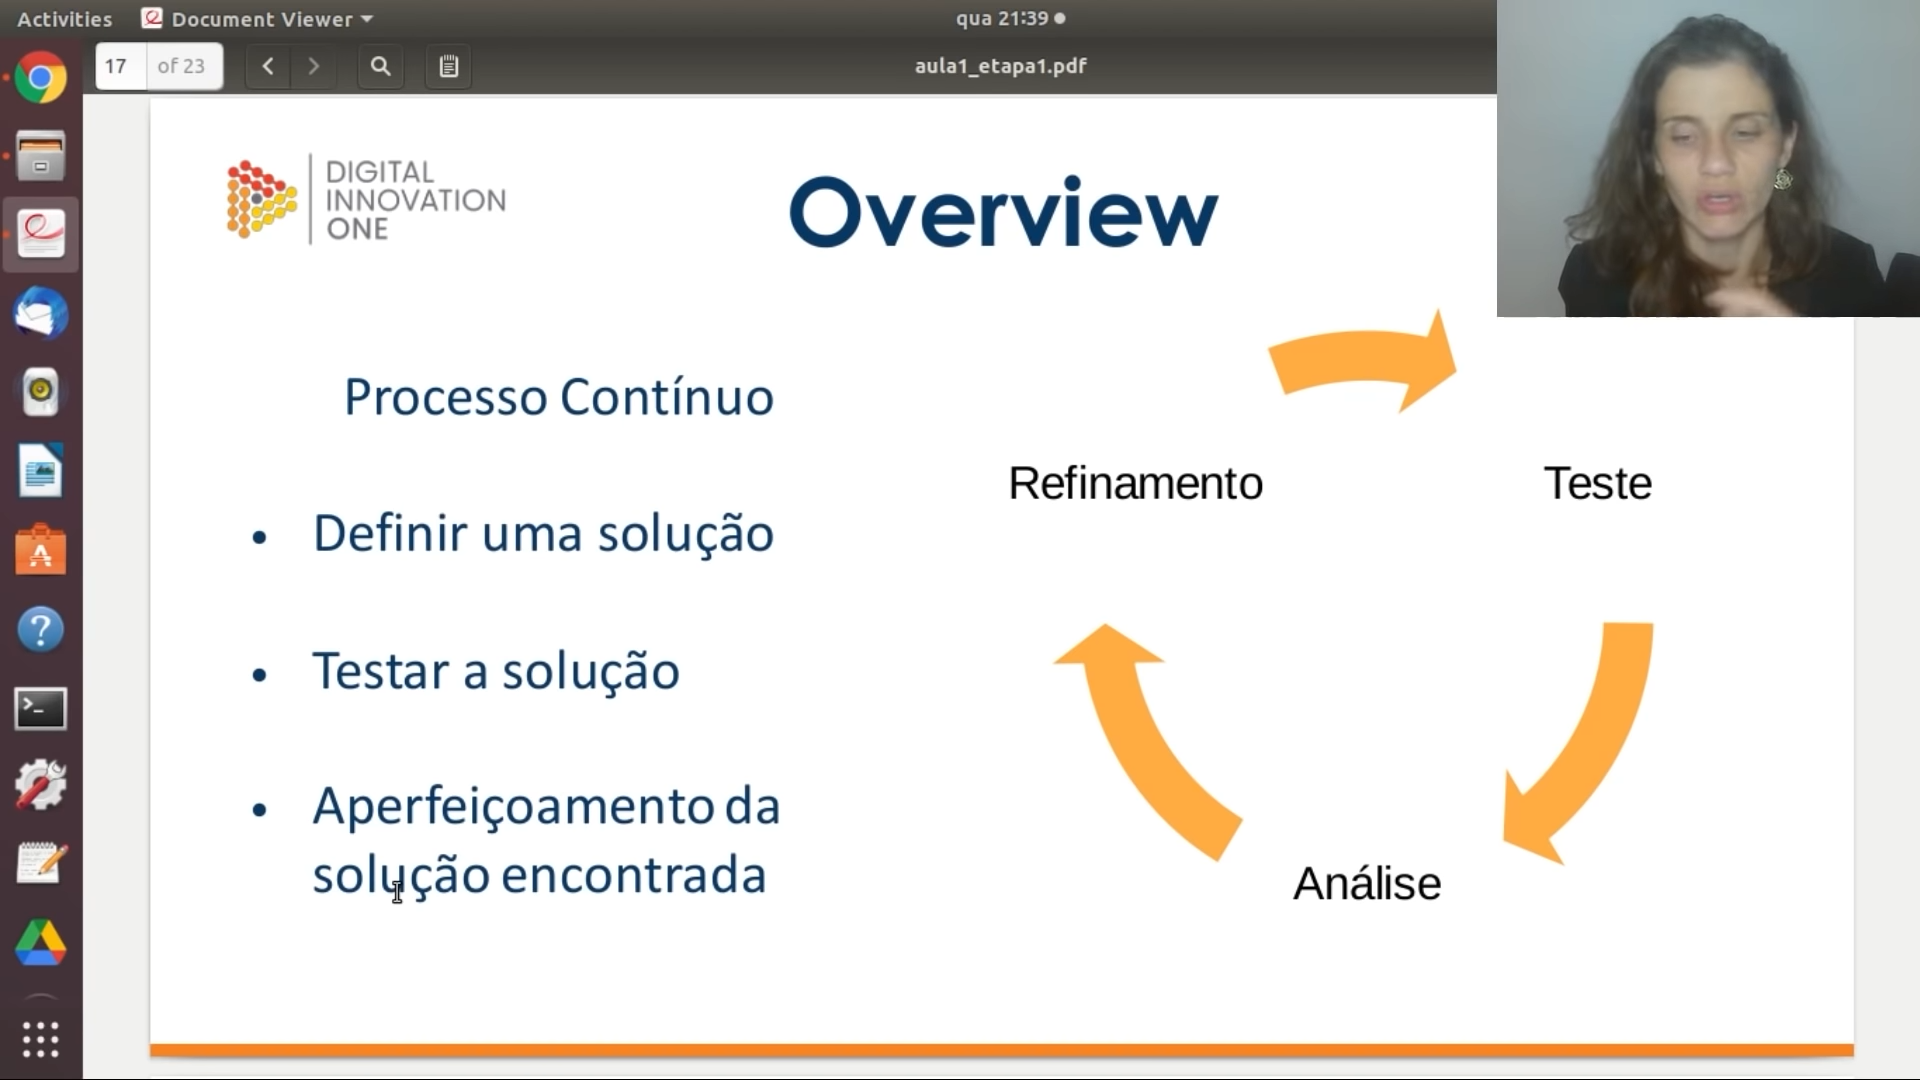 Activities
Document Viewer
qua 21:39
17
of 23
aula1_etapa1.pdf
DIGITAL
INNOVATION
ONE
Overview
Processo Contínuo
• Definir uma solução
• Testar a solução
• Aperfeiçoamento da
solução encontrada
Refinamento
Teste
Análise